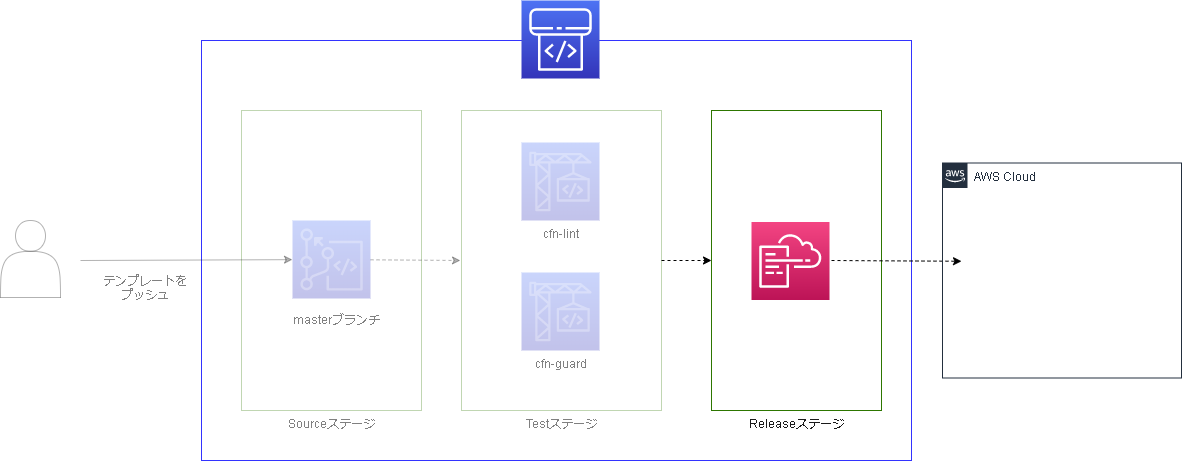 テンプレートを
プッシュ
masterブランチ
Sourceステージ
cfn-lint
cfn-guard
Testステージ
Releaseステージ
aws
AWS Cloud